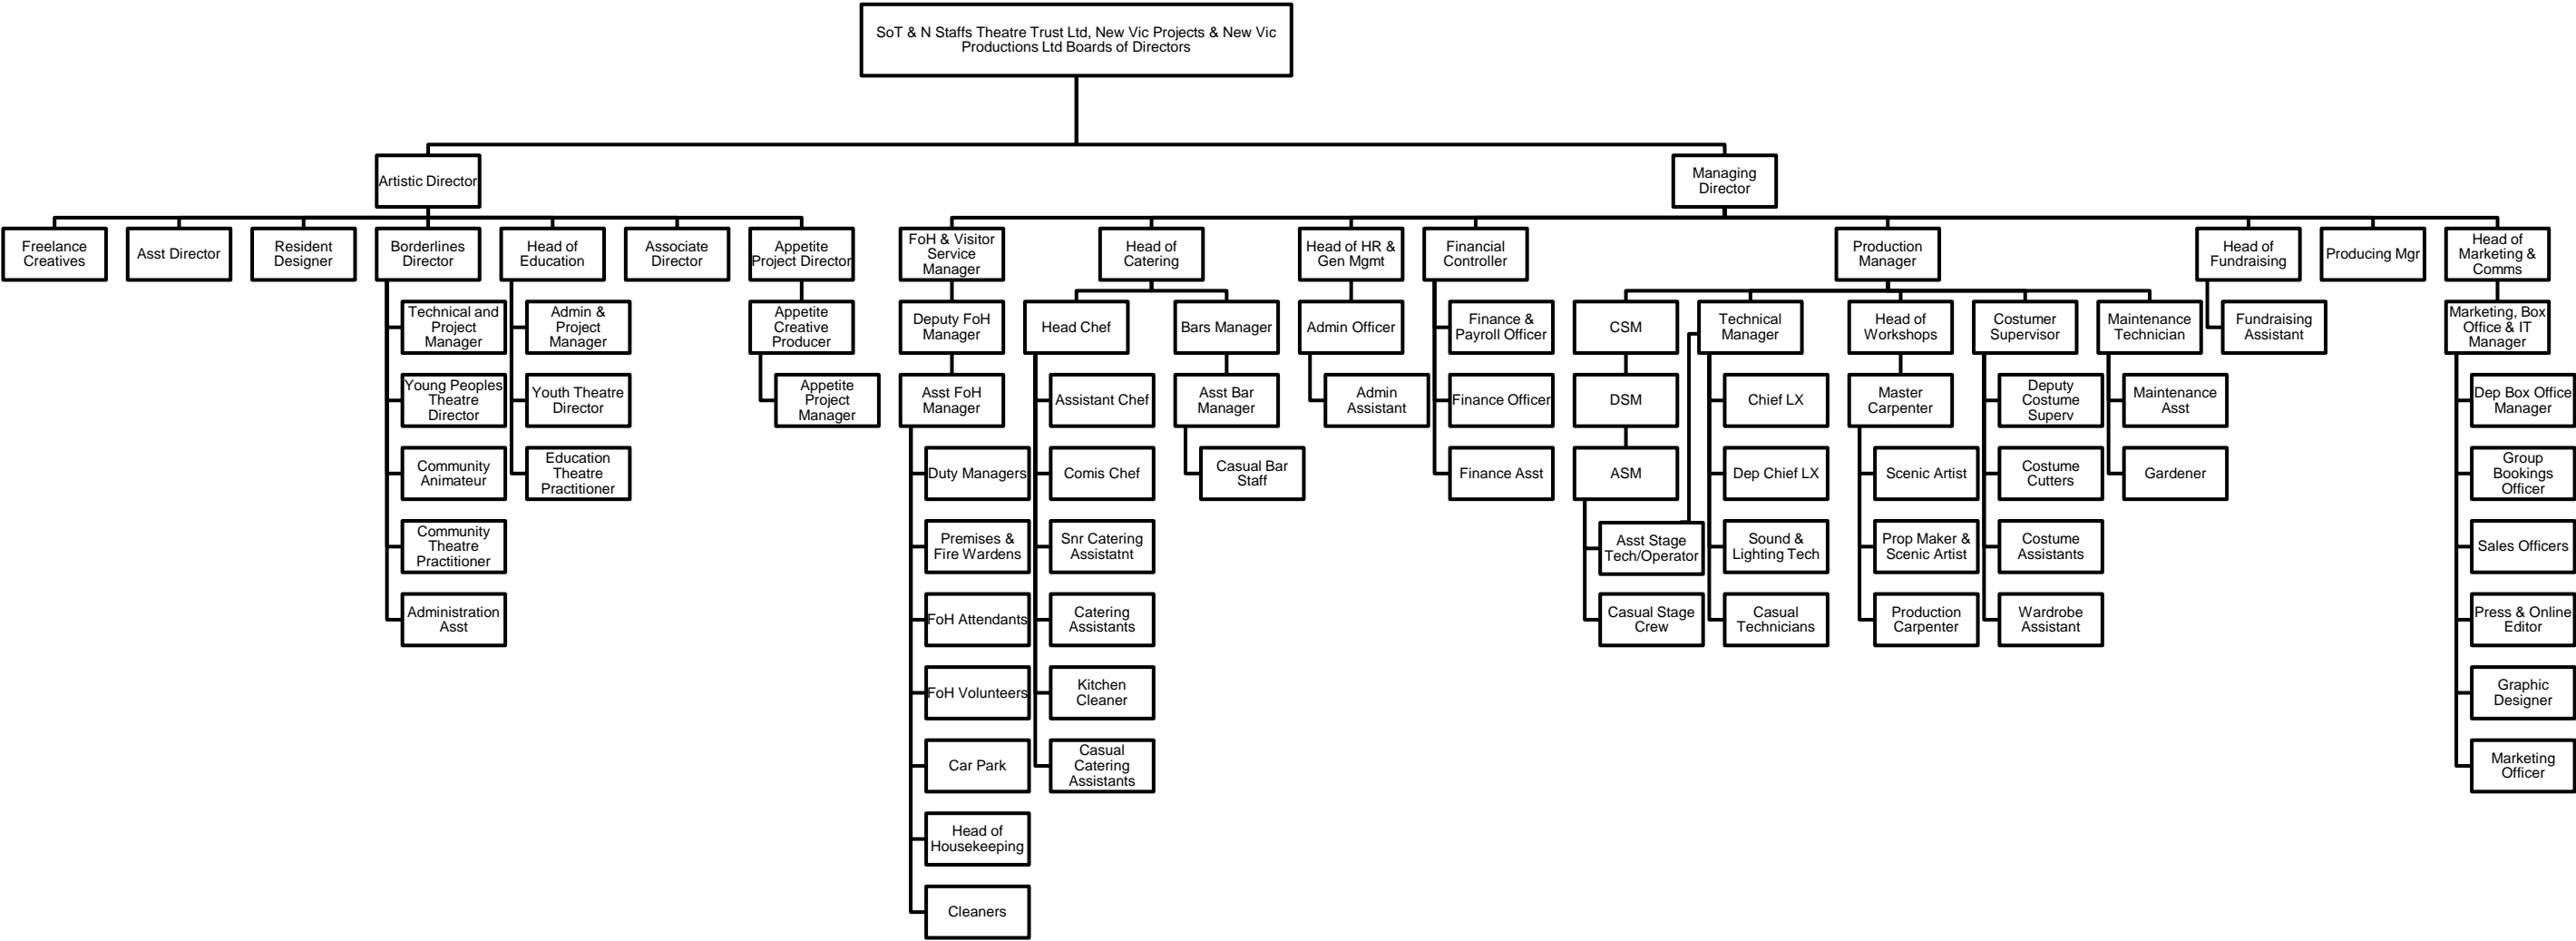 SoT & N Staffs Theatre Trust Ltd, New Vic Projects & New Vic
Productions Ltd Boards of Directors
Artistic Director
Managing
Director
Freelance
Creatives
Asst Director
Resident
Designer
Borderlines
Director
Head of
Education
Associate
Director
Appetite
Project Director
FoH & Visitor
Service
Manager
Head of
Catering
Head of HR &
Gen Mgmt
Financial
Controller
Production
Manager
Head of
Fundraising
Producing Mgr
Head of
Marketing &
Comms
Technical and
Project
Manager
Admin &
Project
Manager
Appetite
Creative
Producer
Deputy FoH
Manager
Head Chef
Bars Manager
Admin Officer
Finance &
Payroll Officer
CSM
Technical
Manager
Head of
Workshops
Costumer
Supervisor
Maintenance
Technician
Fundraising
Assistant
Marketing, Box
Office & IT
Manager
Young Peoples
Theatre
Director
Youth Theatre
Director
Appetite
Project
Manager
Asst FoH
Manager
Assistant Chef
Asst Bar
Manager
Admin
Assistant
Finance Officer
DSM
Chief LX
Master
Carpenter
Deputy
Costume
Superv
Maintenance
Asst
Dep Box Office
Manager
Community
Animateur
Education
Theatre
Practitioner
Duty Managers
Comis Chef
Casual Bar
Staff
Finance Asst
ASM
Dep Chief LX
Scenic Artist
Costume
Cutters
Gardener
Group
Bookings
Officer
Community
Theatre
Practitioner
Premises &
Fire Wardens
Snr Catering
Assistatnt
Asst Stage
Tech/Operator
Sound &
Lighting Tech
Prop Maker &
Scenic Artist
Costume
Assistants
Sales Officers
Administration
Asst
FoH Attendants
Catering
Assistants
Casual Stage
Crew
Casual
Technicians
Production
Carpenter
Wardrobe
Assistant
Press & Online
Editor
FoH Volunteers
Kitchen
Cleaner
Graphic
Designer
Car Park
Casual
Catering
Assistants
Marketing
Officer
Head of
Housekeeping
Cleaners